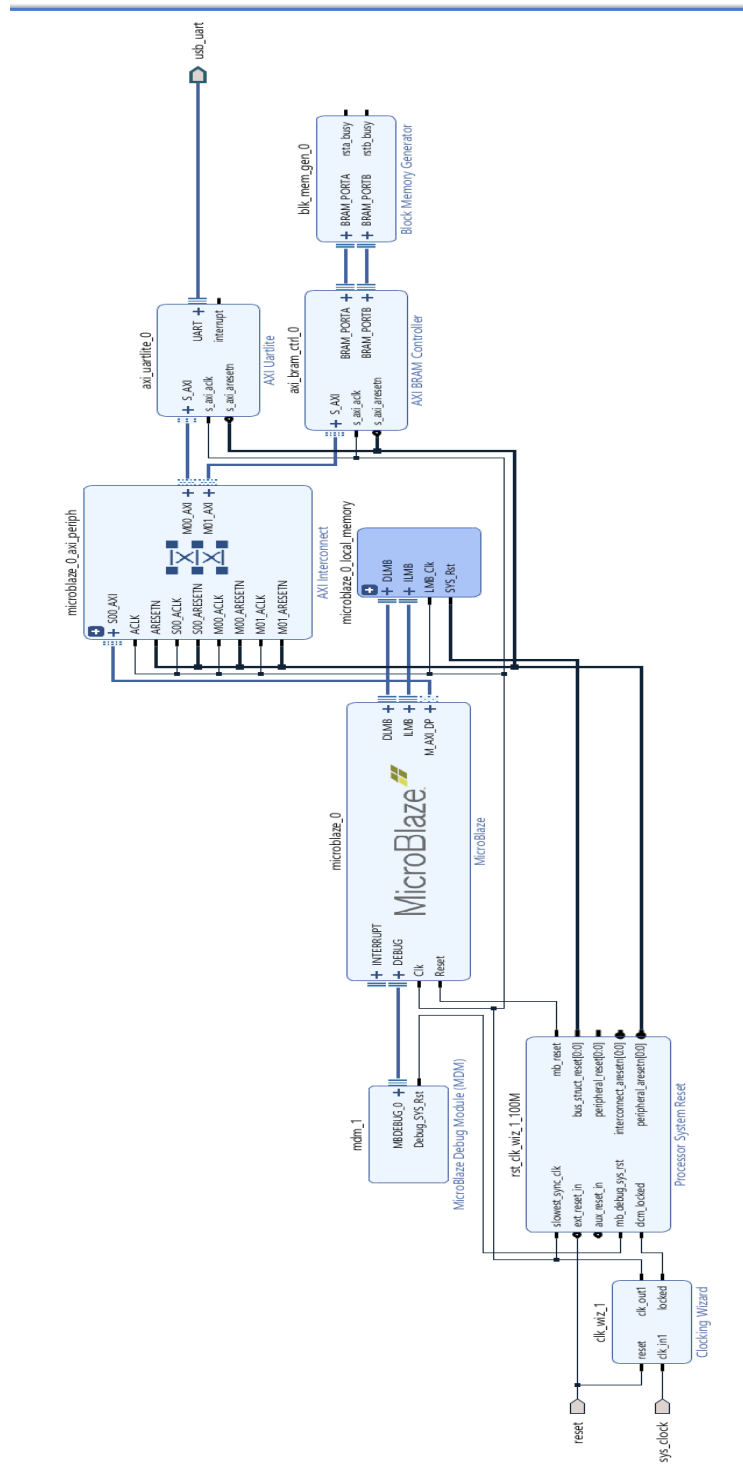 reset
sys_clock
clk_wiz_1
reset
clk_in1
clk_out1
locked
Clocking Wizard
rst_clk_wiz_1_100M
slowest_sync_clk
ext_reset_in
aux_reset_in
mb_debug_sys_rst
dcm_locked
mb_reset
bus_struct_reset[0:0]
peripheral_reset[0:0]
interconnect_aresetn[0:0]
peripheral_aresetn[0:0]
Processor System Reset
mdm_1
MBDEBUG_0
Debug_SYS_Rst
MicroBlaze Debug Module (MDM)
microblaze_0
INTERRUPT
DEBUG
Clk
Reset
MicroBlaze
DLMB
ILMB
M_AXI_DP
MicroBlaze
microblaze_0_axi_periph
S00_AXI
ACLK
ARESETN
S00_ACLK
S00_ARESETN
M00_ACLK
M00_ARESETN
M01_ACLK
M01_ARESETN
M00_AXI
M01_AXI
AXI Interconnect
microblaze_0_local_memory
DLMB
ILMB
LMB_Clk
SYS_Rst
axi_uartlite_0
S_AXI
s_axi_aclk
s_axi_aresetn
UART
interrupt
AXI Uartlite
axi_bram_ctrl_0
S_AXI
s_axi_aclk
s_axi_aresetn
BRAM_PORTA
BRAM_PORTB
AXI BRAM Controller
blk_mem_gen_0
BRAM_PORTA
BRAM_PORTB
rsta_busy
rstb_busy
Block Memory Generator
usb_uart